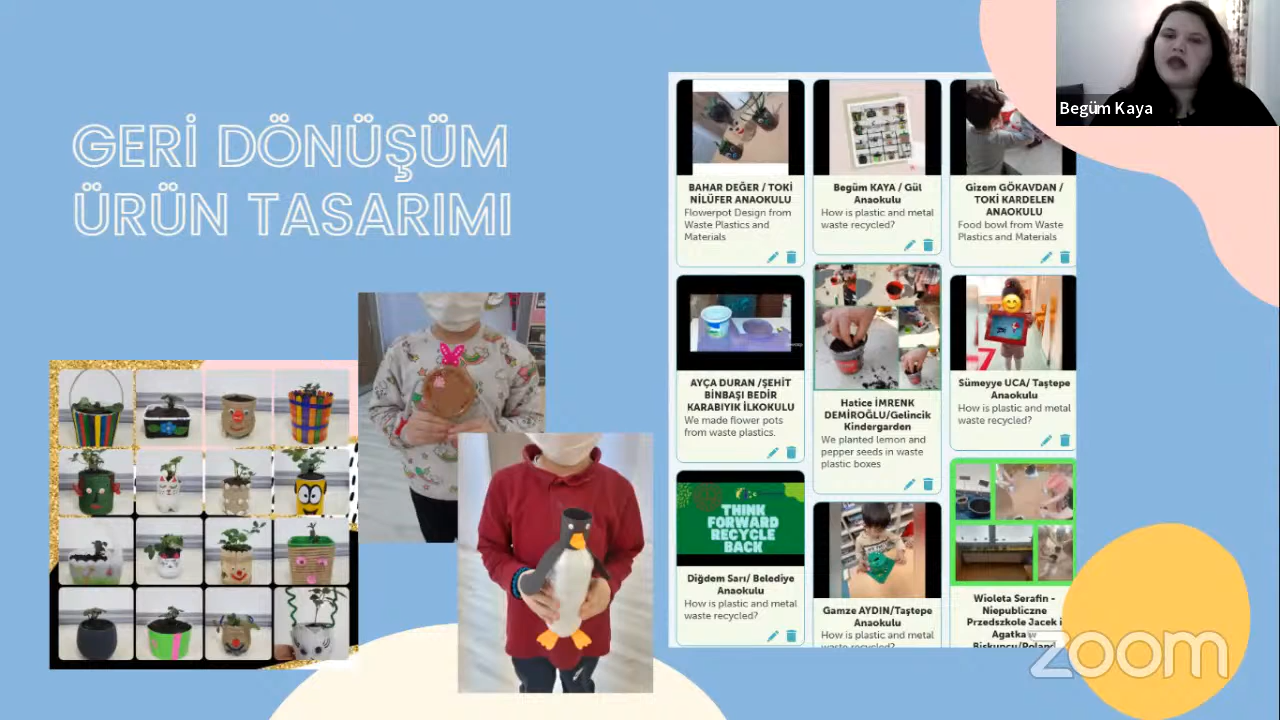 GERİ DÖNÜŞÜM
ÜRÜN TASARIMI
Begüm Kaya
BAHAR DEĞER / TOKİ
NİLÜFER ANAOKULU
Flowerpot Design from
Waste Plastics and
Materials
Begüm KAYA / Gül
Anaokulu
How is plastic and metal
waste recycled?
Gizem GÖKAVDAN /
TOKİ KARDELEN
ANAOKULU
Food bowl from Waste
Plastics and Materials
AYÇA DURAN /ŞEHİT
BİNBAŞI BEDİR
KARABIYIK İLKOKULU
We made flower pots
from waste plastics.
Hatice İMRENK
DEMİROĞLU/Gelincik
Kindergarden
We planted lemon and
pepper seeds in waste
plastic boxes
Sümeyye UCA/ Taştepe
Anaokulu
How is plastic and metal
waste recycled?
THINK
FORWARD
RECYCLE
BACK
Diğdem Sarı/ Belediye
Anaokulu
How is plastic and metal
waste recycled?
Gamze AYDIN/Taştepe
Anaokulu
How is plastic and metal
waste recycled?
Wioleta Serafin -
Niepubliczne
Przedszkole Jacek i
Agatka w
Biskupcu/Poland
zoom